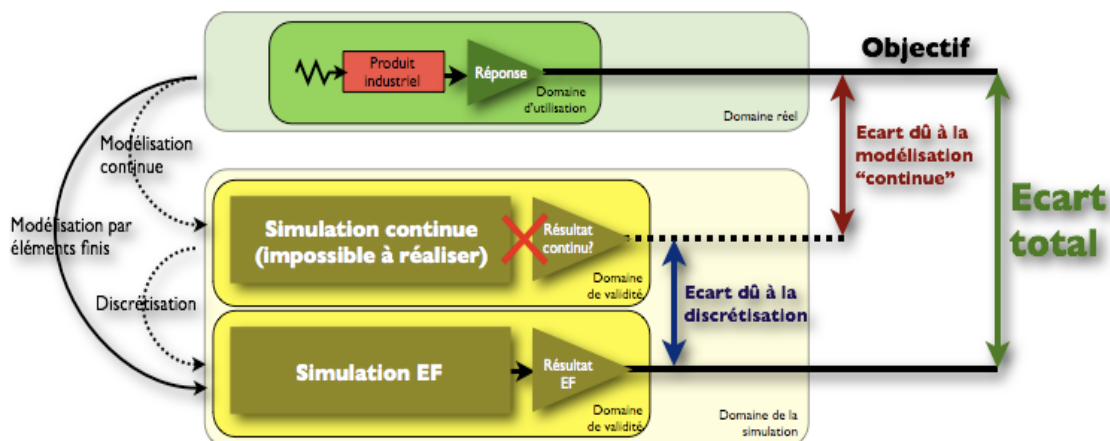 Objectif
Produit
industriel
Réponse
Domaine
d'utilisation
Domaine réel
Modélisation
continue
Ecart dû à la
modélisation
“continue”
Ecart
total
Modélisation par
éléments finis
Simulation continue
(impossible à réaliser)
Résultat
continu?
Domaine
de validité
Discrétisation
Ecart dû à la
discrétisation
Simulation EF
Résultat
EF
Domaine
de validité
Domaine de la
simulation